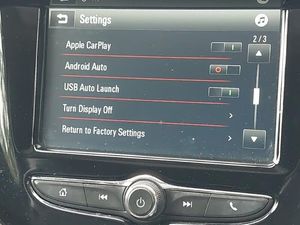 Settings
2 / 3
Apple CarPlay
Android Auto
USB Auto Launch
Turn Display Off
Return to Factory Settings